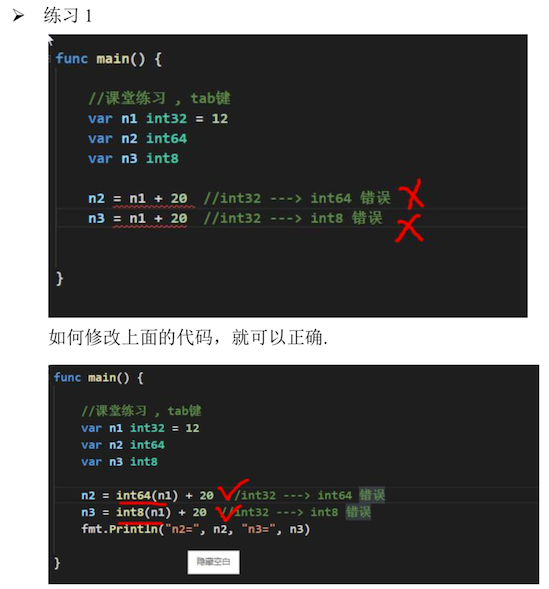 ➢ 练习 1
func main() {
//课堂练习 , tab键
var n1 int32 = 12
var n2 int64
var n3 int8
n2 = n1 + 20 //int32 ---> int64 错误
n3 = n1 + 20 //int32 ---> int8 错误
}
如何修改上面的代码，就可以正确.
func main() {
//课堂练习 , tab键
var n1 int32 = 12
var n2 int64
var n3 int8
n2 = int64(n1) + 20 //int32 ---> int64 错误
n3 = int8(n1) + 20 //int32 ---> int8 错误
fmt.Println("n2=", n2, "n3=", n3)
隐藏空白
}